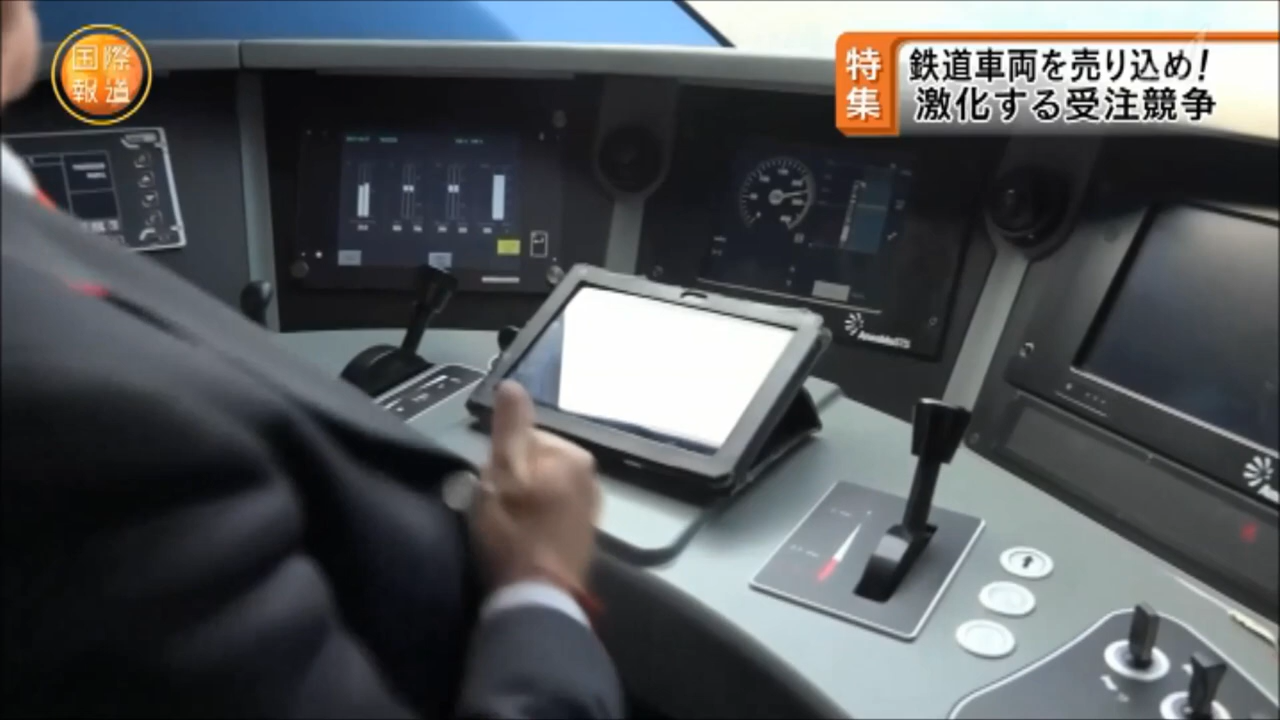 国際
報道
特集
鉄道車両を売り込め!
激化する受注競争
AnsaldoSTS